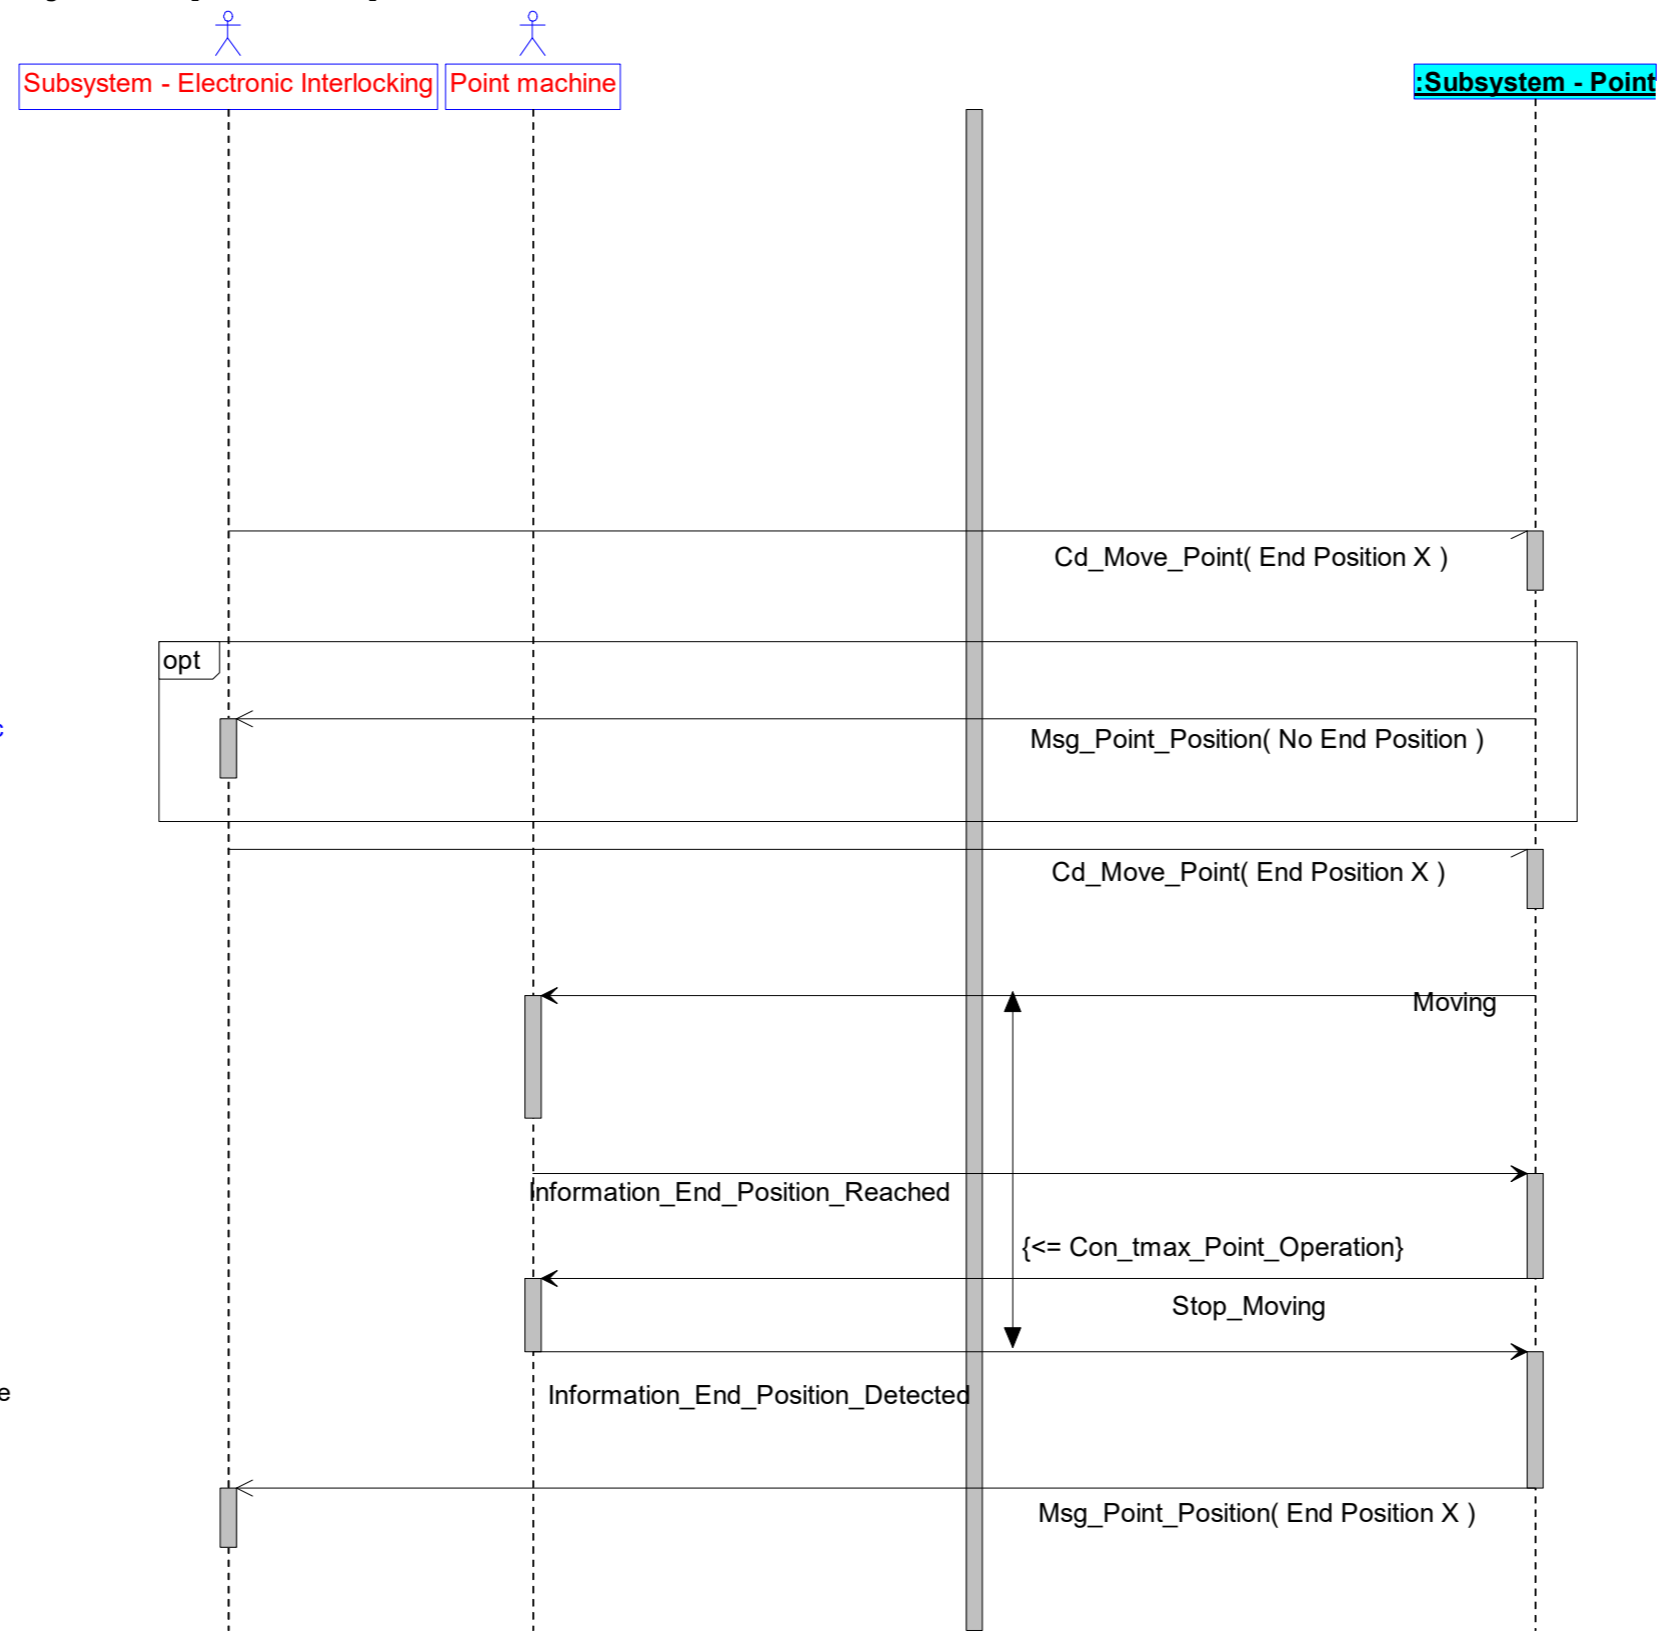 Subsystem - Electronic Interlocking
Point machine
:Subsystem - Point
Cd_Move_Point( End Position X )
opt
Msg_Point_Position( No End Position )
Cd_Move_Point( End Position X )
Moving
Information_End_Position_Reached
{<= Con_tmax_Point_Operation}
Stop_Moving
Information_End_Position_Detected
Msg_Point_Position( End Position X )